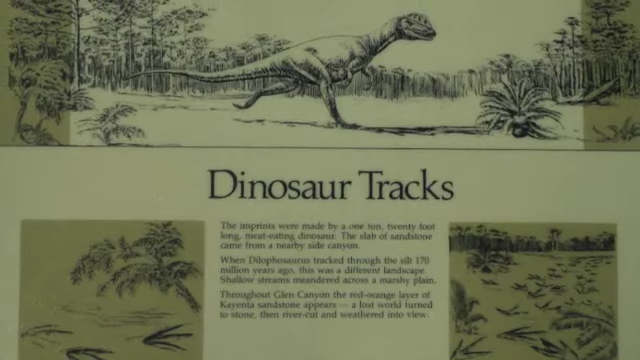 Dinosaur Tracks
The imprints were made by a one ton, twenty foot
long, meat-eating dinosaur. The slab of sandstone
came from a nearby side canyon.
When Dilophosaurus tracked through the silt 170
million years ago, this was a different landscape.
Shallow streams meandered across a marshy plain.
Throughout Glen Canyon the red-orange layer of
Kayenta sandstone appears — a lost world turned
to stone, then river-cut and weathered into view.